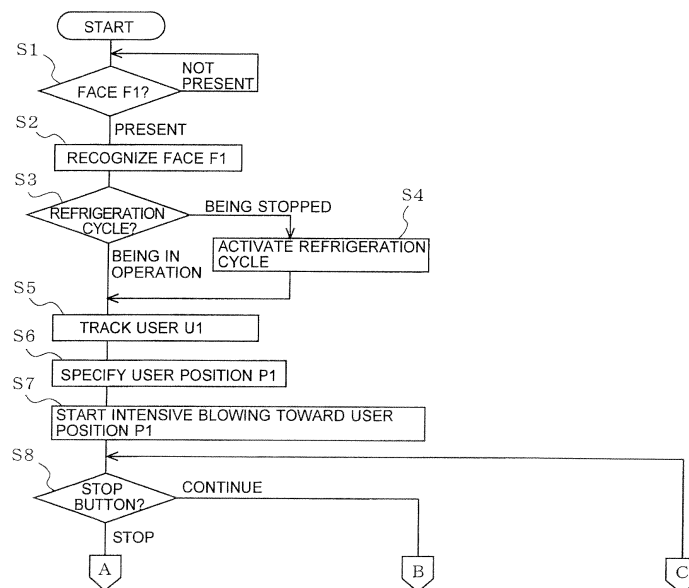 START
S1
NOT
PRESENT
FACE F1?
S2
PRESENT
RECOGNIZE FACE F1
S3
REFRIGERATION
CYCLE?
BEING STOPPED
S4
ACTIVATE REFRIGERATION
CYCLE
BEING IN
OPERATION
S5
TRACK USER U1
S6
SPECIFY USER POSITION P1
S7
START INTENSIVE BLOWING TOWARD USER
POSITION P1
S8
STOP
BUTTON?
CONTINUE
STOP
A
B
C